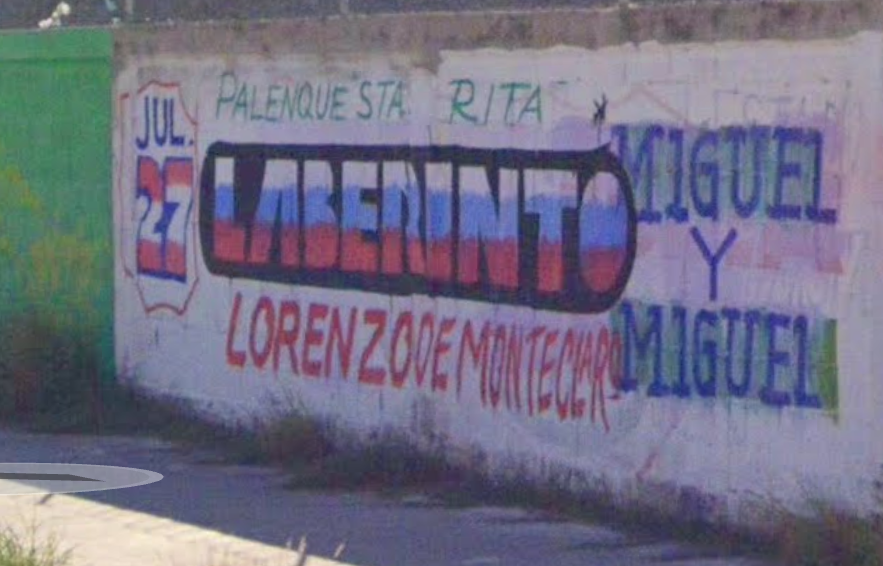 JUL.
27
PALENQUE STA. RITA
LABERINTO
LORENZO DE MONTECLARO
MIGUEL
Y
MIGUEL